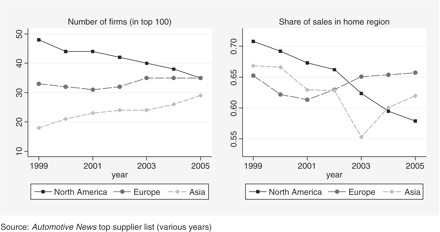 Number of firms (in top 100)
50
40
30
20
10
1999 2001 2003 2005
year
North America Europe Asia
Share of sales in home region
0.70
0.65
0.60
0.55
1999 2001 2003 2005
year
North America Europe Asia
Source: Automotive News top supplier list (various years)